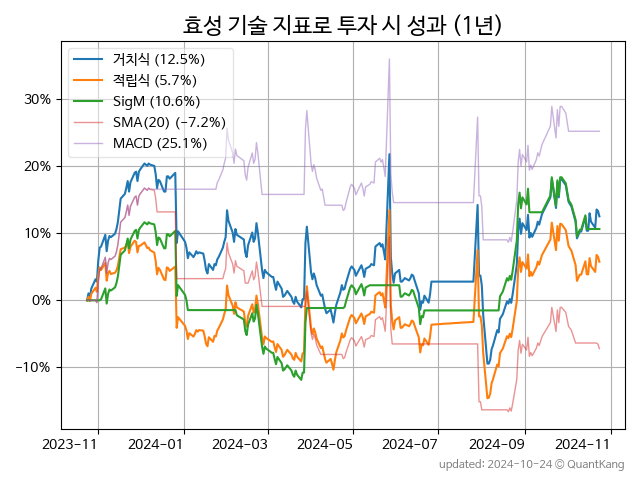 효성 기술 지표로 투자 시 성과 (1년)
거치식 (12.5%)
적립식 (5.7%)
SigM (10.6%)
SMA(20) (−7.2%)
MACD (25.1%)
30%
20%
10%
0%
−10%
2023−11 2024−01 2024−03 2024−05 2024−07 2024−09 2024−11
updated: 2024-10-24 © QuantKang